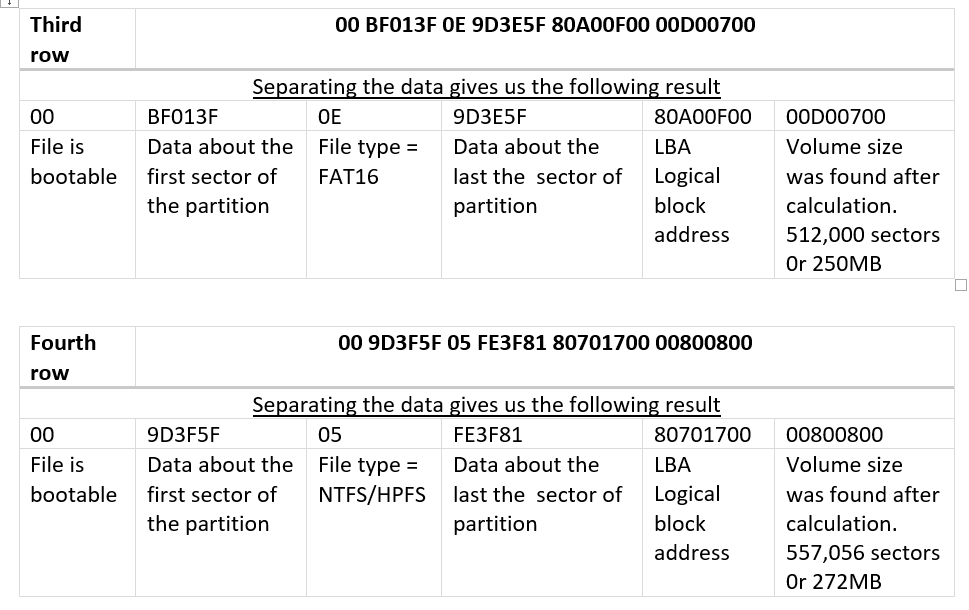 Third
row
00 BF013F 0E 9D3E5F 80A00F00 00D00700
Separating the data gives us the following result
00
BF013F
0E
9D3E5F
80A00F00
00D00700
File is
bootable
Data about the
first sector of
the partition
File type =
FAT16
Data about the
last the sector of
partition
LBA
Logical
block
address
Volume size
was found after
calculation.
512,000 sectors
0r 250MB
Fourth
row
00 9D3F5F 05 FE3F81 80701700 00800800
Separating the data gives us the following result
00
9D3F5F
05
FE3F81
80701700
00800800
File is
bootable
Data about the
first sector of
the partition
File type =
NTFS/HPFS
Data about the
last the sector of
partition
LBA
Logical
block
address
Volume size
was found after
calculation.
557,056 sectors
0r 272MB